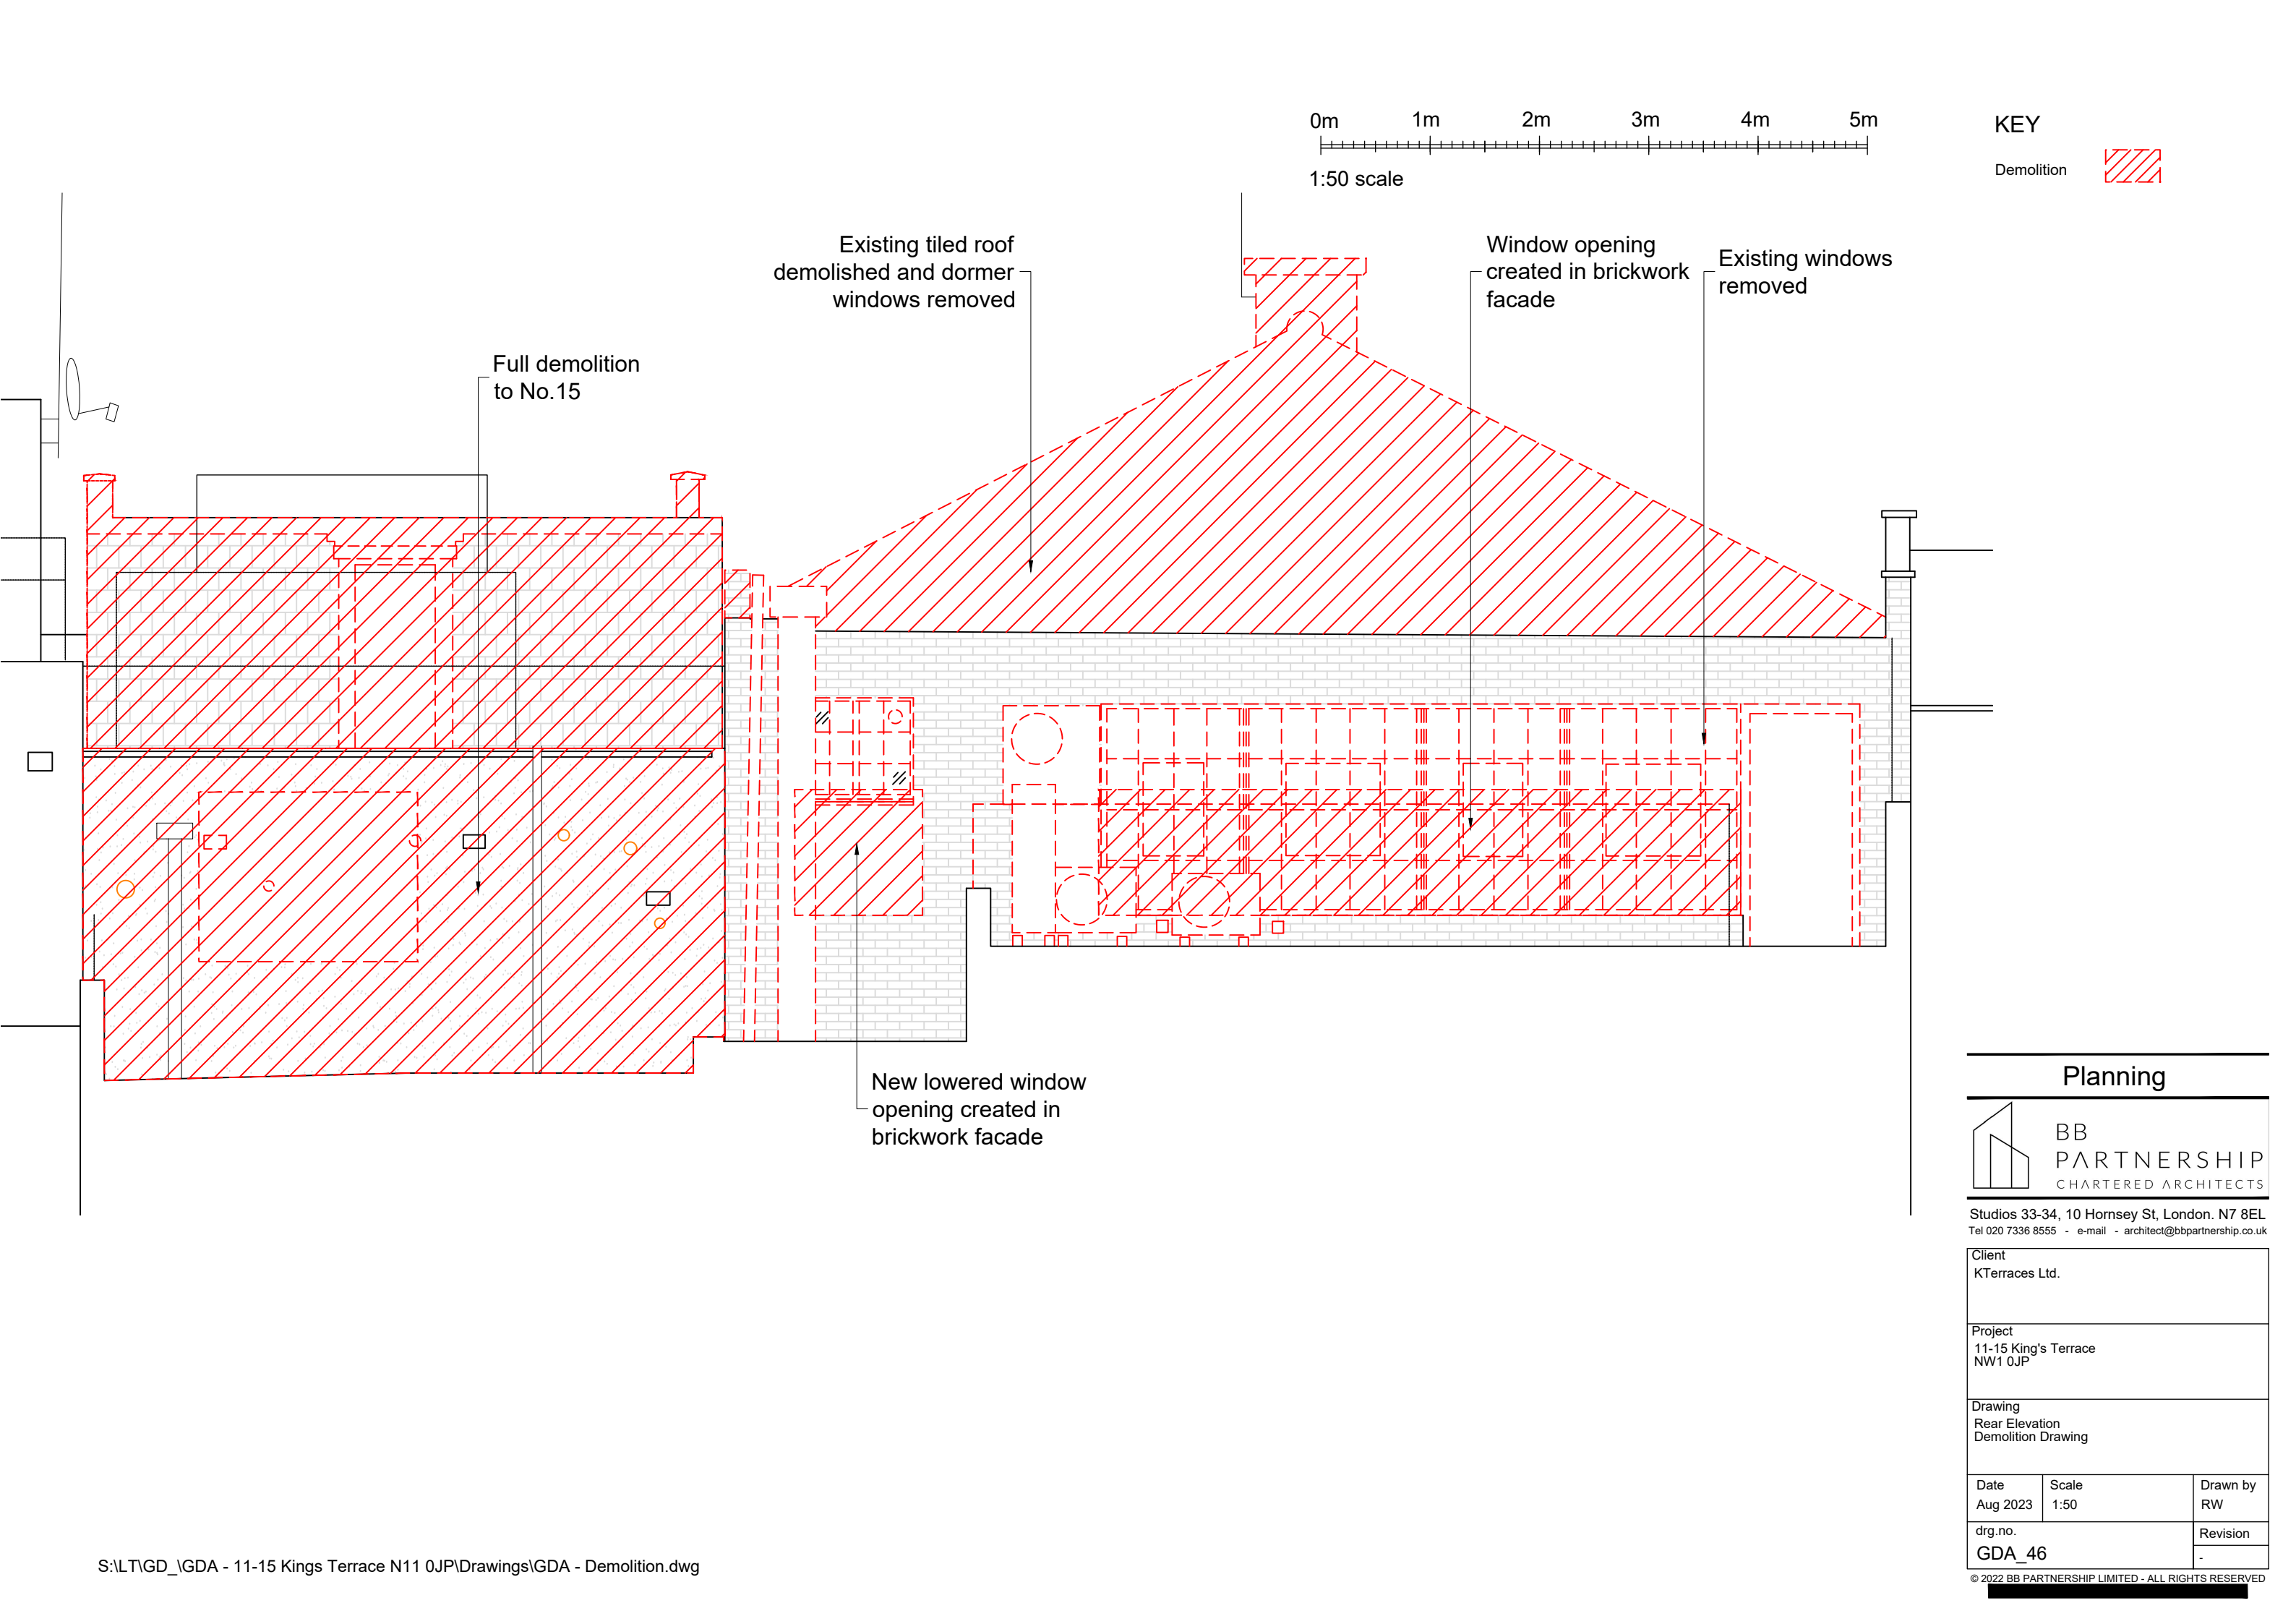 0m 1m 2m 3m 4m 5m
1:50 scale
KEY
Demolition
Existing tiled roof
demolished and dormer
windows removed
Window opening
created in brickwork
facade
Existing windows
removed
Full demolition
to No.15
New lowered window
opening created in
brickwork facade
Planning
BB
PARTNERSHIP
CHARTERED ARCHITECTS
Studios 33-34, 10 Hornsey St, London. N7 8EL
Tel 020 7336 8555 - e-mail - architect@bbpartnership.co.uk
Client
KTerraces Ltd.
Project
11-15 King's Terrace
NW1 0JP
Drawing
Rear Elevation
Demolition Drawing
Date Scale Drawn by
Aug 2023 1:50 RW
drg.no. Revision
GDA_46 -
© 2022 BB PARTNERSHIP LIMITED - ALL RIGHTS RESERVED
S:\LT\GD_\GDA - 11-15 Kings Terrace N11 0JP\Drawings\GDA - Demolition.dwg